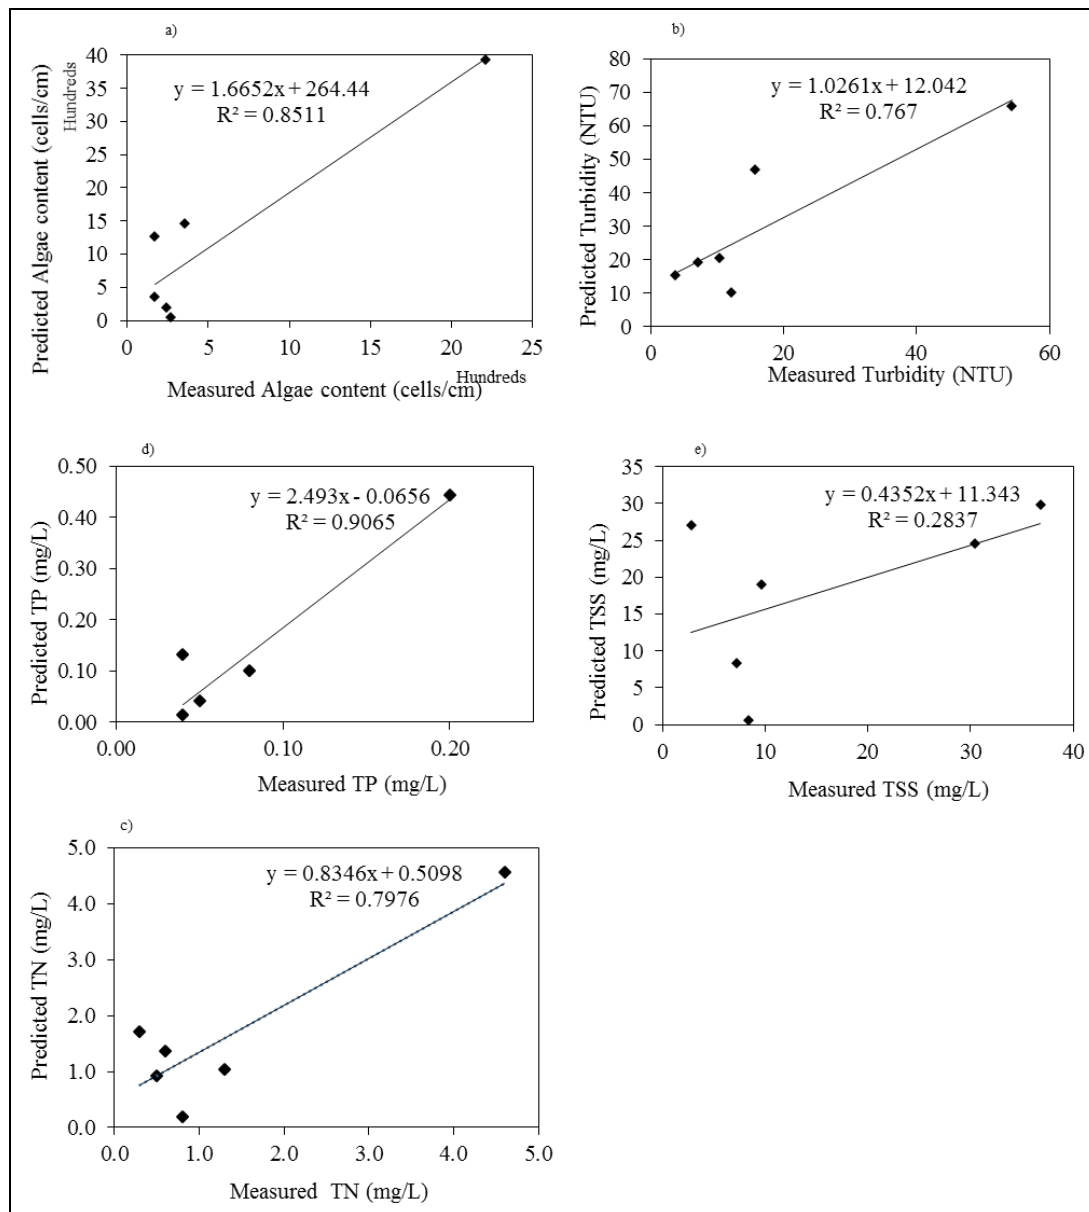 a)
Predicted Algae content (cells/cm)
Hundreds
40
35
30
25
20
15
10
5
0
y = 1.6652x + 264.44
R² = 0.8511
0 5 10 15 20 25
Measured Algae content (cells/cm)
Hundreds
b)
Predicted Turbidity (NTU)
80
70
60
50
40
30
20
10
0
y = 1.0261x + 12.042
R² = 0.767
0 20 40 60
Measured Turbidity (NTU)
d)
Predicted TP (mg/L)
0.50
0.40
0.30
0.20
0.10
0.00
y = 2.493x - 0.0656
R² = 0.9065
0.00 0.10 0.20
Measured TP (mg/L)
e)
Predicted TSS (mg/L)
35
30
25
20
15
10
5
0
y = 0.4352x + 11.343
R² = 0.2837
0 10 20 30 40
Measured TSS (mg/L)
c)
Predicted TN (mg/L)
5.0
4.0
3.0
2.0
1.0
0.0
y = 0.8346x + 0.5098
R² = 0.7976
0.0 1.0 2.0 3.0 4.0 5.0
Measured TN (mg/L)